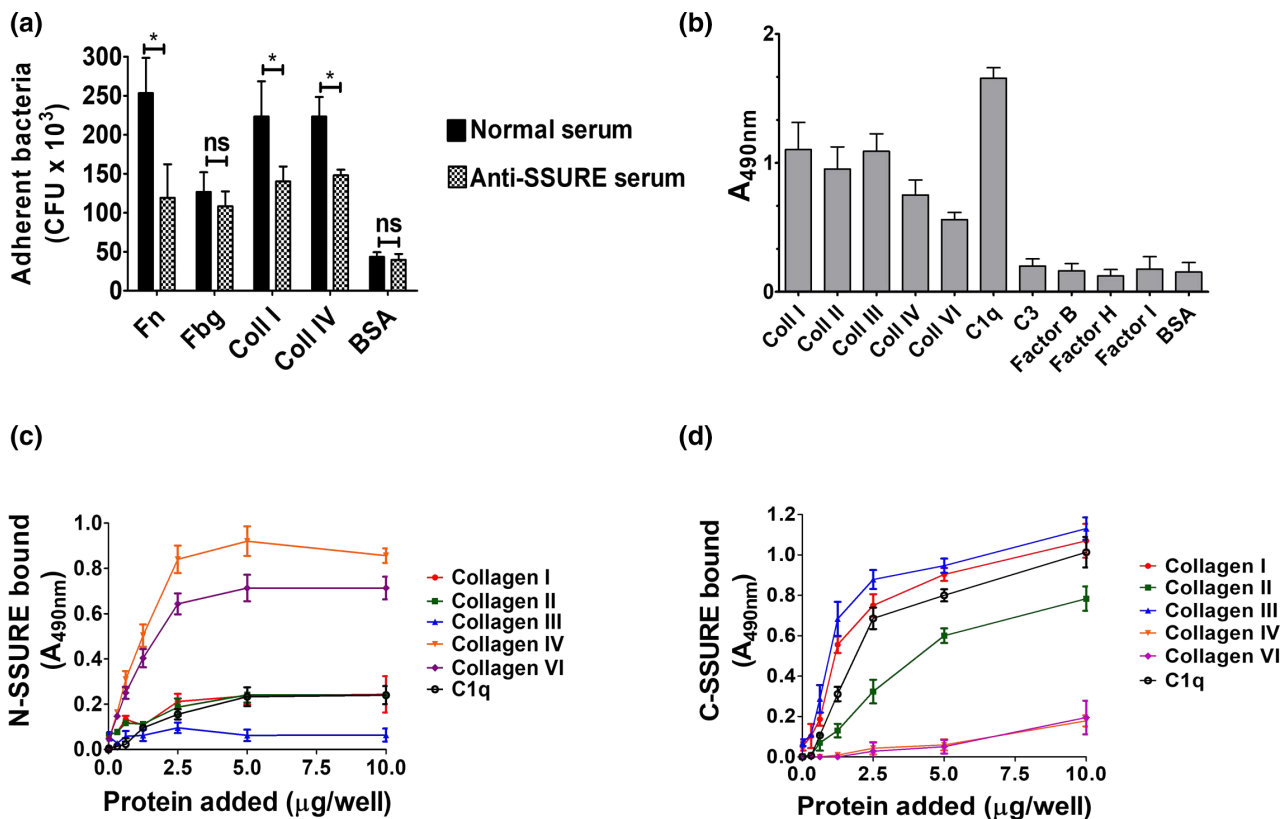 (a)
Adherent bacteria
(CFU x 10³)
300
250
200
150
100
50
0
*
ns
*
*
ns
Fn
Fbg
Coll I
Coll IV
BSA
Normal serum
Anti-SSURE serum
(b)
A490nm
2
1
0
Coll I
Coll II
Coll III
Coll IV
Coll VI
C1q
C3
Factor B
Factor H
Factor I
BSA
(c)
N-SSURE bound
(A490nm)
1.0
0.8
0.6
0.4
0.2
0.0
0.0
2.5
5.0
7.5
10.0
Protein added (μg/well)
Collagen I
Collagen II
Collagen III
Collagen IV
Collagen VI
C1q
(d)
C-SSURE bound
(A490nm)
1.2
1.0
0.8
0.6
0.4
0.2
0.0
0.0
2.5
5.0
7.5
10.0
Protein added (μg/well)
Collagen I
Collagen II
Collagen III
Collagen IV
Collagen VI
C1q